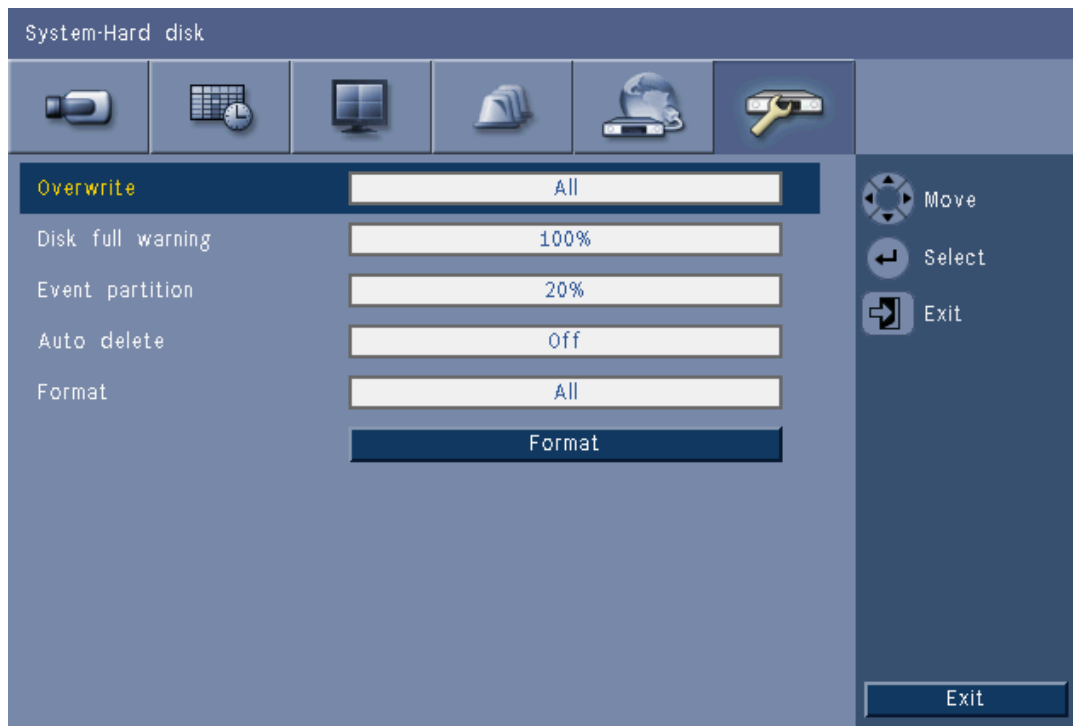 System-Hard disk
Overwrite All
Disk full warning 100%
Event partition 20%
Auto delete Off
Format All
Format
Move
Select
Exit
Exit